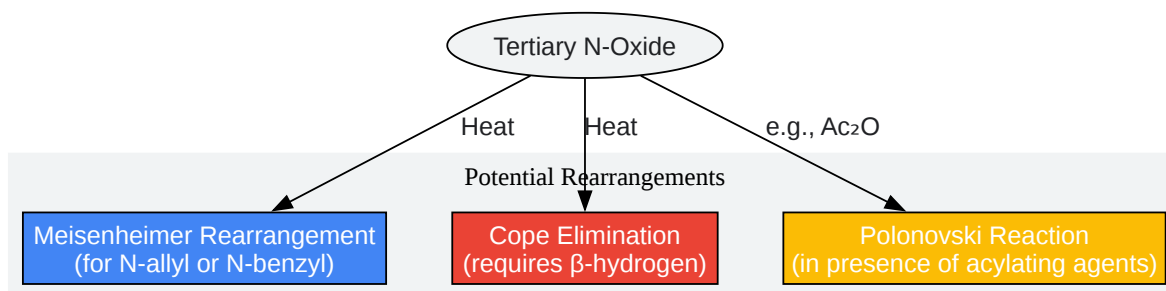 Tertiary N-Oxide
Heat
Heat
e.g., Ac₂O
Potential Rearrangements
Meisenheimer Rearrangement
(for N-allyl or N-benzyl)
Cope Elimination
(requires β-hydrogen)
Polonovski Reaction
(in presence of acylating agents)